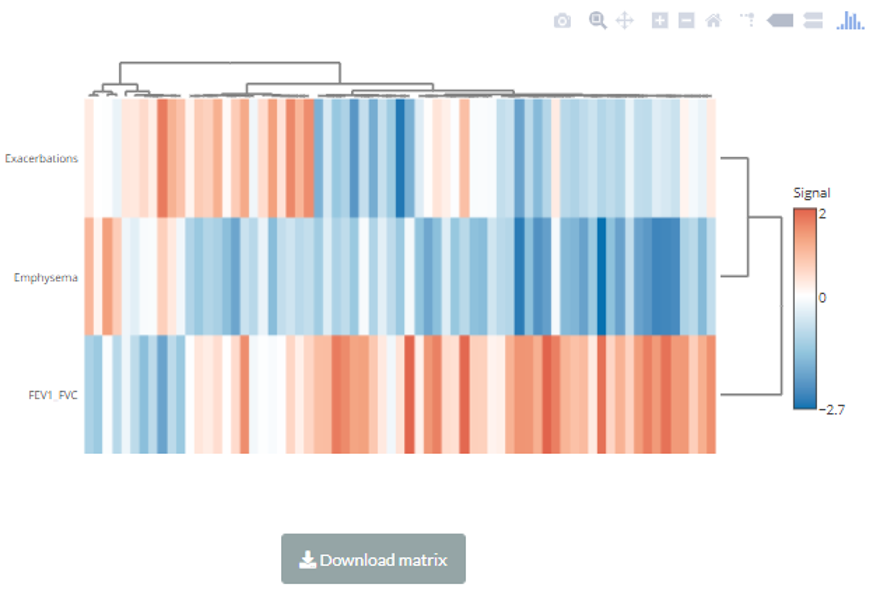 Exacerbations
Emphysema
FEV1_FVC
Signal
2
0
−2.7
Download matrix